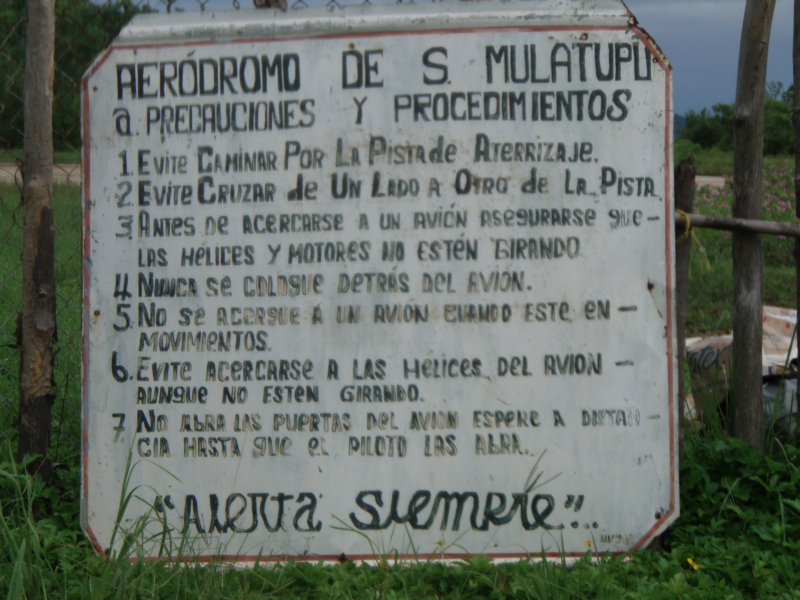 AERÓDROMO DE S. MULATUPU
a. PRECAUCIONES Y PROCEDIMIENTOS
1. EVITE CAMINAR POR LA PISTA de ATERRIZAJE.
2 EVITE CRUZAR de UN LADO A OTRO de LA PISTA
3. ANTES DE ACERCARSE A UN AVIÓN ASEGURARSE QUE -
LAS HÉLICES Y MOTORES NO ESTÉN GIRANDO
4. NUNCA SE COLOQUE DETRÁS DEL AVIÓN.
5. NO SE ACERQUE A UN AVIÓN CUANDO ESTE EN -
MOVIMIENTOS.
6. EVITE ACERCARSE A LAS HÉLICES DEL AVION -
AUNQUE NO ESTEN GIRANDO.
7 NO ABRA LAS PUERTAS DEL AVION ESPERE A DISTAN -
CIA HASTA QUE EL PILOTO LAS ABRA.
"Alerta siempre"...